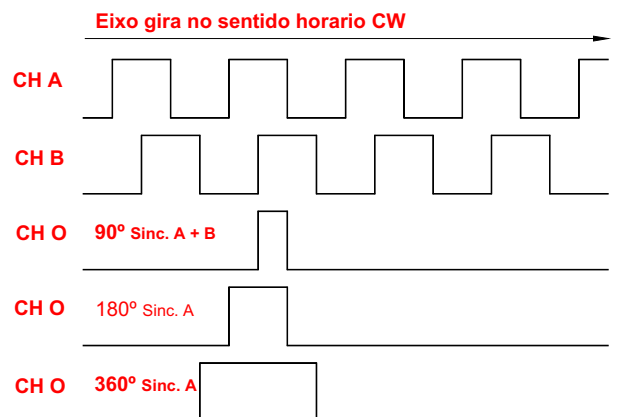 Eixo gira no sentido horario CW
CH A
CH B
CH O 90º Sinc. A + B
CH O 180º Sinc. A
CH O 360º Sinc. A